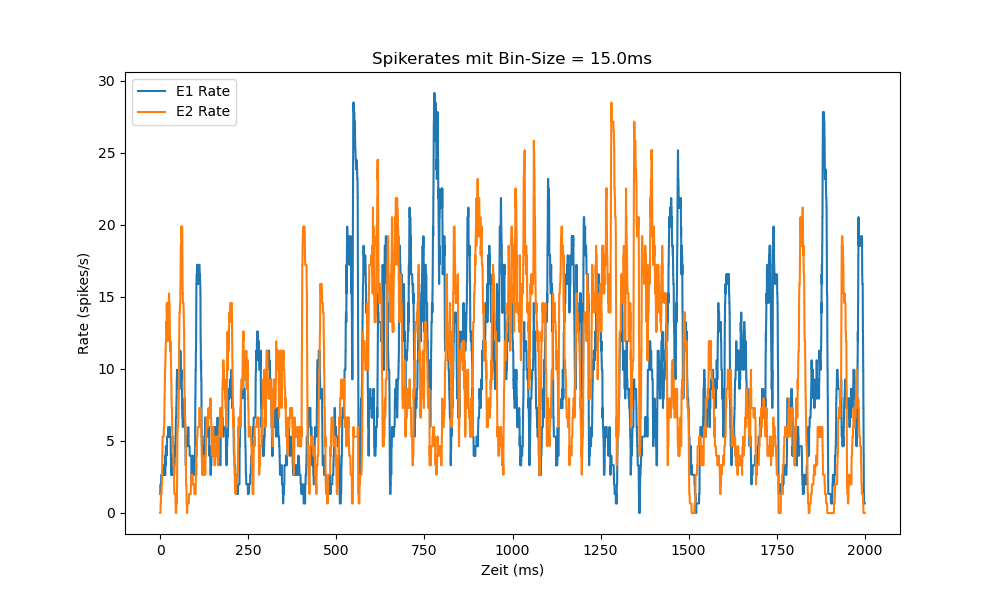 Spikerates mit Bin-Size = 15.0ms
E1 Rate
E2 Rate
Rate (spikes/s)
30
25
20
15
10
5
0
0 250 500 750 1000 1250 1500 1750 2000
Zeit (ms)